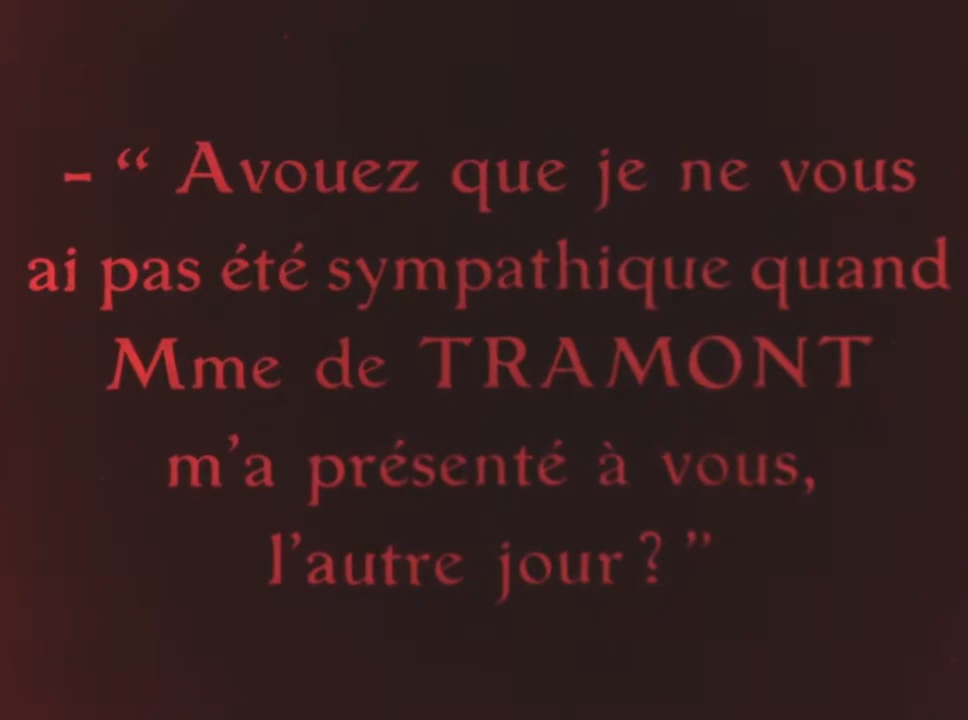 - “ Avouez que je ne vous
ai pas été sympathique quand
Mme de TRAMONT
m’a présenté à vous,
l’autre jour ? ”